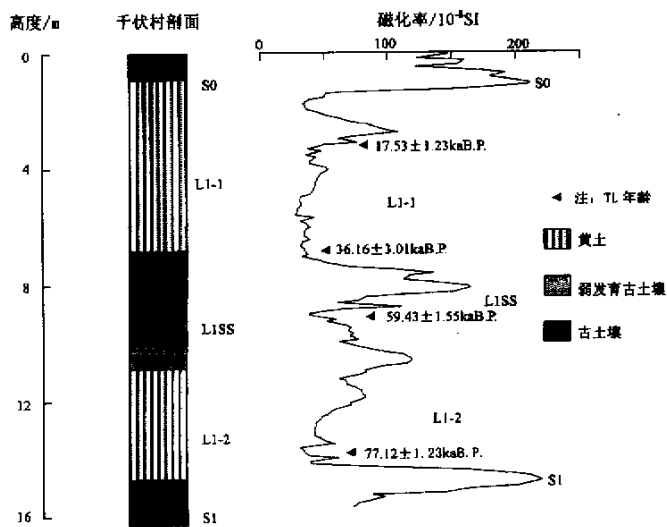 高度/m
千伏村剖面
磁化率/10⁻⁸SI
0
100
200
0
4
8
12
16
S0
L1-1
L1SS
L1-2
S1
S0
17.53±1.23kaB.P.
L1-1
36.16±3.01kaB.P.
L1SS
59.43±1.55kaB.P.
L1-2
77.12±1.23kaB.P.
S1
注：TL年龄
黄土
弱发育古土壤
古土壤